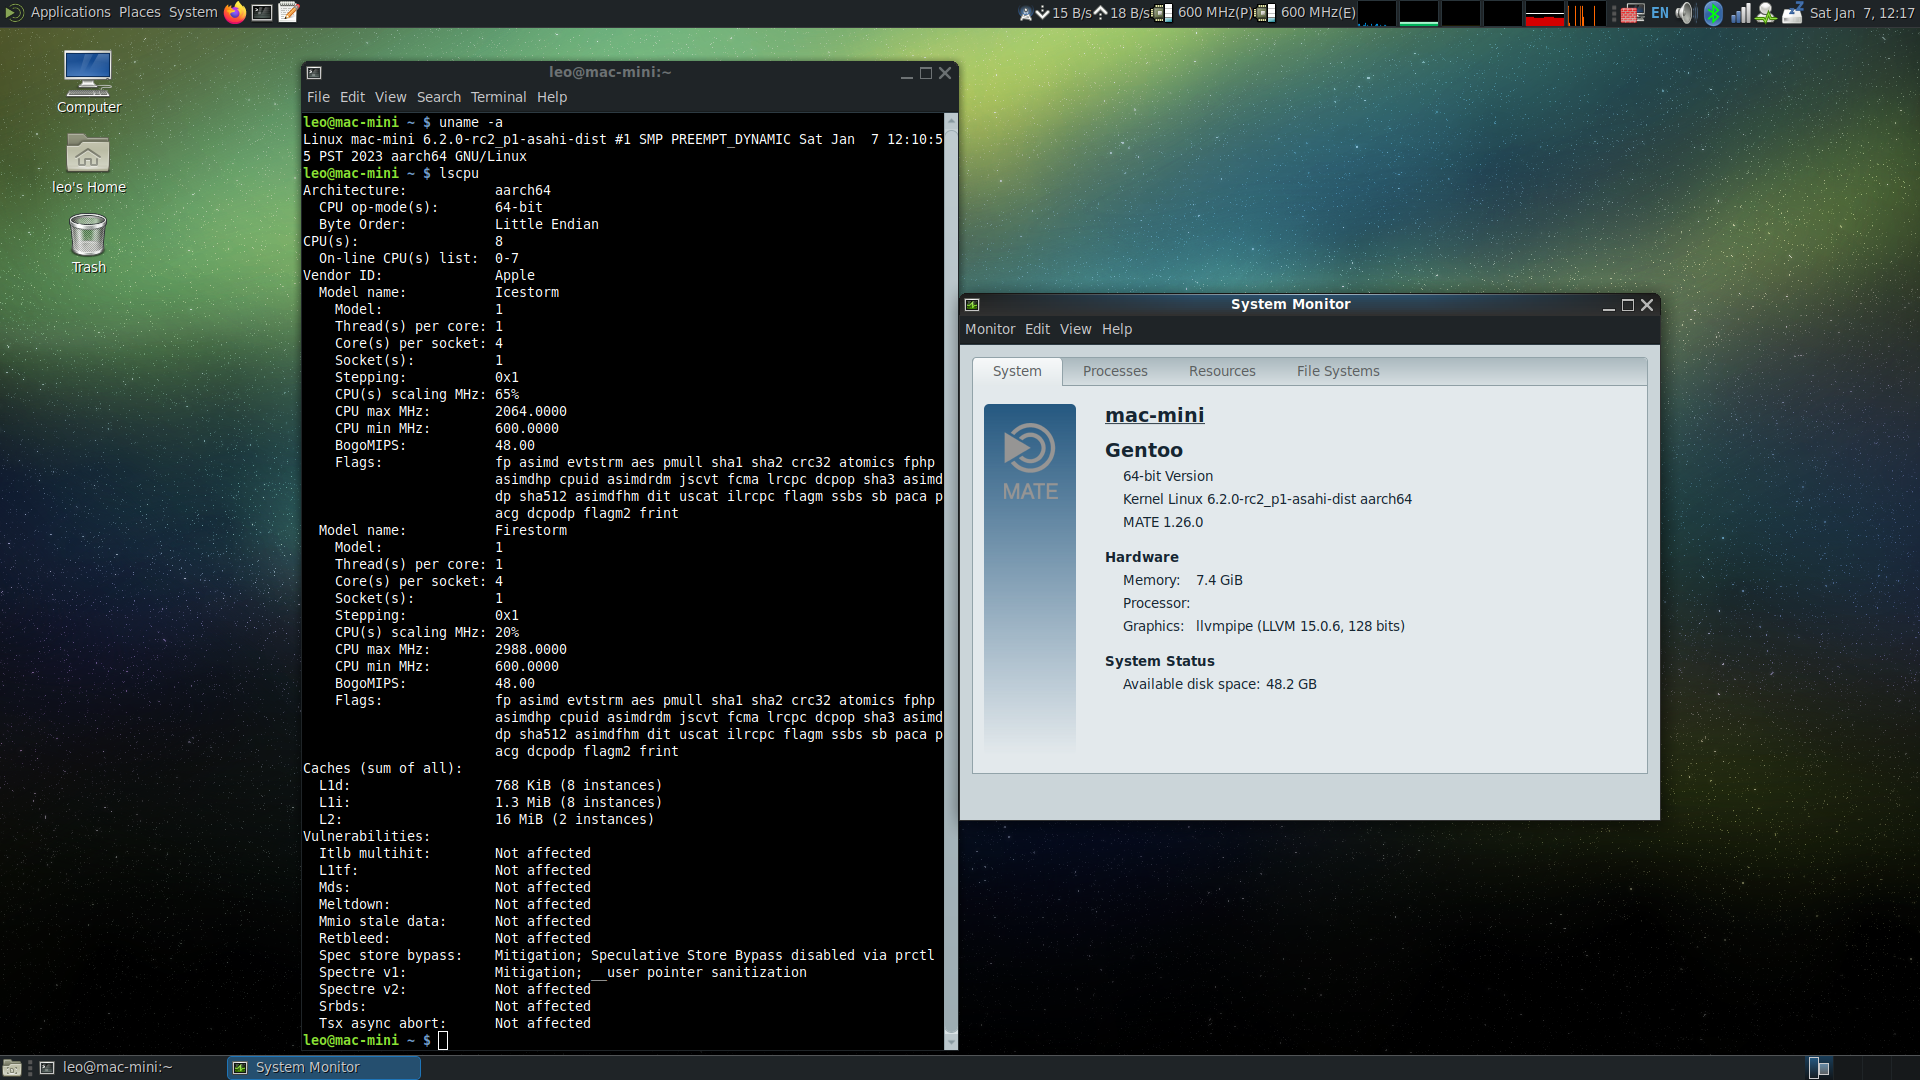 Applications Places System 15 B/s 18 B/s 600 MHz(P) 600 MHz(E) EN Sat Jan  7, 12:17
Computer
leo's Home
Trash
leo@mac-mini:~
File Edit View Search Terminal Help
leo@mac-mini ~ $ uname -a
Linux mac-mini 6.2.0-rc2_p1-asahi-dist #1 SMP PREEMPT_DYNAMIC Sat Jan  7 12:10:5
5 PST 2023 aarch64 GNU/Linux
leo@mac-mini ~ $ lscpu
Architecture:           aarch64
  CPU op-mode(s):       64-bit
  Byte Order:           Little Endian
CPU(s):                 8
  On-line CPU(s) list:  0-7
Vendor ID:              Apple
  Model name:           Icestorm
    Model:              1
    Thread(s) per core: 1
    Core(s) per socket: 4
    Socket(s):          1
    Stepping:           0x1
    CPU(s) scaling MHz: 65%
    CPU max MHz:        2064.0000
    CPU min MHz:        600.0000
    BogoMIPS:           48.00
    Flags:              fp asimd evtstrm aes pmull sha1 sha2 crc32 atomics fphp
                        asimdhp cpuid asimdrdm jscvt fcma lrcpc dcpop sha3 asimd
                        dp sha512 asimdfhm dit uscat ilrcpc flagm ssbs sb paca p
                        acg dcpodp flagm2 frint
  Model name:           Firestorm
    Model:              1
    Thread(s) per core: 1
    Core(s) per socket: 4
    Socket(s):          1
    Stepping:           0x1
    CPU(s) scaling MHz: 20%
    CPU max MHz:        2988.0000
    CPU min MHz:        600.0000
    BogoMIPS:           48.00
    Flags:              fp asimd evtstrm aes pmull sha1 sha2 crc32 atomics fphp
                        asimdhp cpuid asimdrdm jscvt fcma lrcpc dcpop sha3 asimd
                        dp sha512 asimdfhm dit uscat ilrcpc flagm ssbs sb paca p
                        acg dcpodp flagm2 frint
Caches (sum of all):
  L1d:                  768 KiB (8 instances)
  L1i:                  1.3 MiB (8 instances)
  L2:                   16 MiB (2 instances)
Vulnerabilities:
  Itlb multihit:        Not affected
  L1tf:                 Not affected
  Mds:                  Not affected
  Meltdown:             Not affected
  Mmio stale data:      Not affected
  Retbleed:             Not affected
  Spec store bypass:    Mitigation; Speculative Store Bypass disabled via prctl
  Spectre v1:           Mitigation; __user pointer sanitization
  Spectre v2:           Not affected
  Srbds:                Not affected
  Tsx async abort:      Not affected
leo@mac-mini ~ $
System Monitor
Monitor Edit View Help
System Processes Resources File Systems
MATE
mac-mini
Gentoo
64-bit Version
Kernel Linux 6.2.0-rc2_p1-asahi-dist aarch64
MATE 1.26.0
Hardware
Memory: 7.4 GiB
Processor:
Graphics: llvmpipe (LLVM 15.0.6, 128 bits)
System Status
Available disk space: 48.2 GB
leo@mac-mini:~ System Monitor